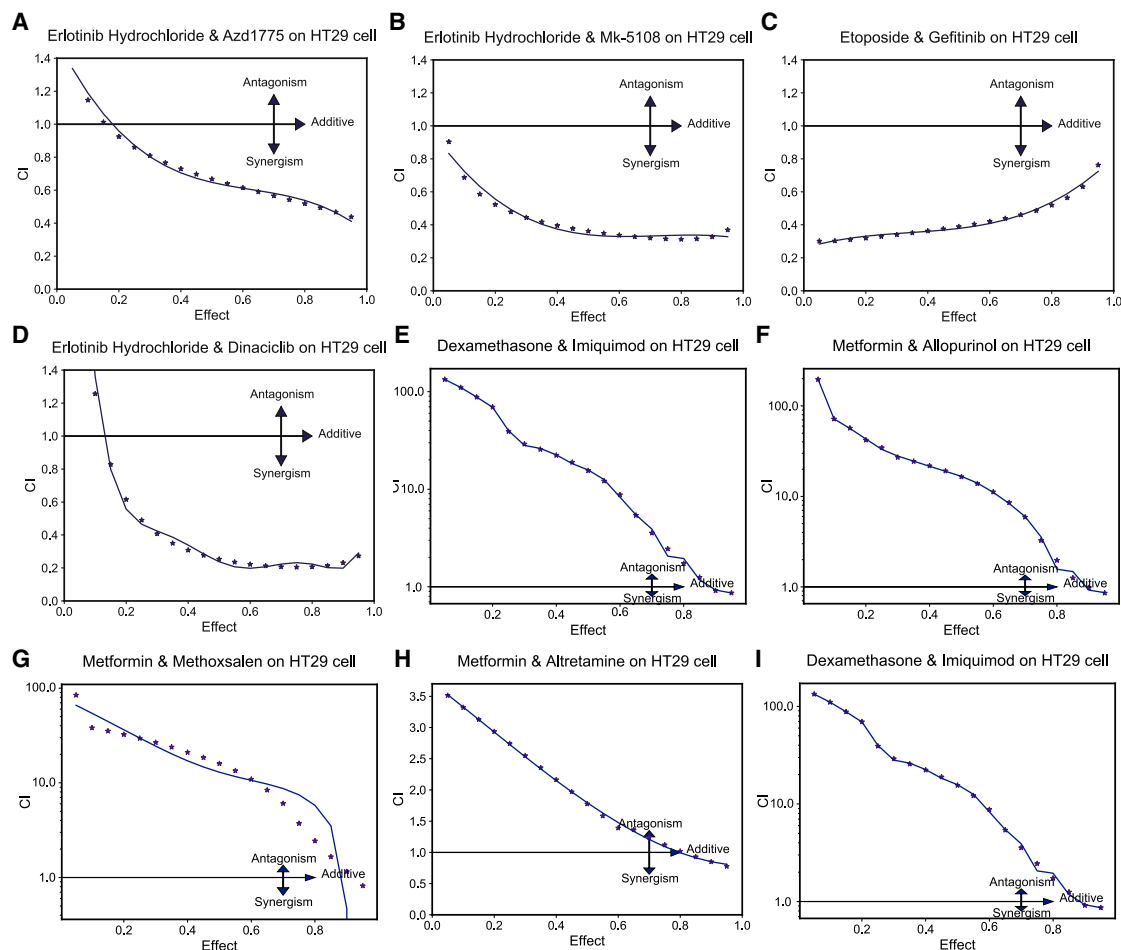 A
Erlotinib Hydrochloride & Azd1775 on HT29 cell
1.4
1.2
1.0
0.8
0.6
0.4
0.2
0.0
CI
Antagonism
Additive
Synergism
0.0 0.2 0.4 0.6 0.8 1.0
Effect
B
Erlotinib Hydrochloride & Mk-5108 on HT29 cell
1.4
1.2
1.0
0.8
0.6
0.4
0.2
0.0
CI
Antagonism
Additive
Synergism
0.0 0.2 0.4 0.6 0.8 1.0
Effect
C
Etoposide & Gefitinib on HT29 cell
1.4
1.2
1.0
0.8
0.6
0.4
0.2
0.0
CI
Antagonism
Additive
Synergism
0.0 0.2 0.4 0.6 0.8 1.0
Effect
D
Erlotinib Hydrochloride & Dinaciclib on HT29 cell
1.4
1.2
1.0
0.8
0.6
0.4
0.2
0.0
CI
Antagonism
Additive
Synergism
0.0 0.2 0.4 0.6 0.8 1.0
Effect
E
Dexamethasone & Imiquimod on HT29 cell
100.0
10.0
1.0
CI
Antagonism
Additive
Synergism
0.2 0.4 0.6 0.8
Effect
F
Metformin & Allopurinol on HT29 cell
100.0
10.0
1.0
CI
Antagonism
Additive
Synergism
0.2 0.4 0.6 0.8
Effect
G
Metformin & Methoxsalen on HT29 cell
100.0
10.0
1.0
CI
Antagonism
Additive
Synergism
0.2 0.4 0.6 0.8
Effect
H
Metformin & Altretamine on HT29 cell
3.5
3.0
2.5
2.0
1.5
1.0
0.5
0.0
CI
Antagonism
Additive
Synergism
0.0 0.2 0.4 0.6 0.8 1.0
Effect
I
Dexamethasone & Imiquimod on HT29 cell
100.0
10.0
1.0
CI
Antagonism
Additive
Synergism
0.2 0.4 0.6 0.8
Effect